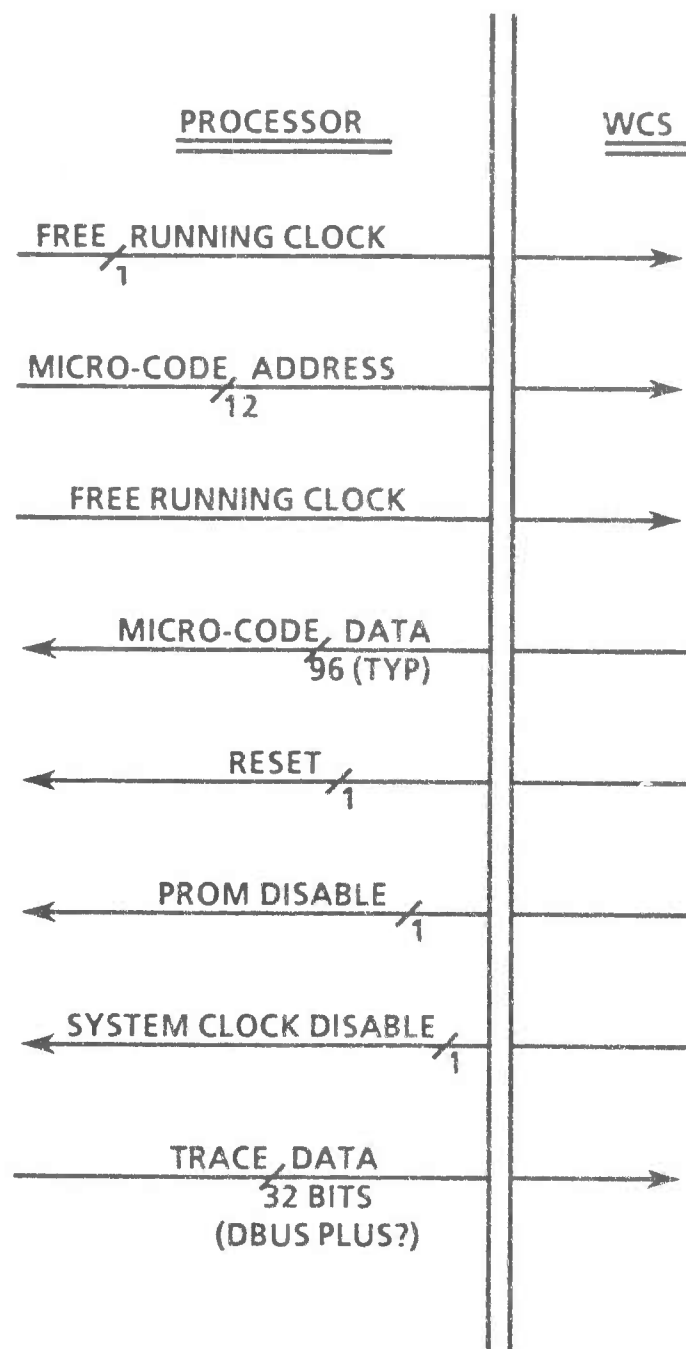 PROCESSOR WCS
FREE RUNNING CLOCK
1
MICRO-CODE ADDRESS
12
FREE RUNNING CLOCK
MICRO-CODE DATA
96 (TYP)
RESET
1
PROM DISABLE
1
SYSTEM CLOCK DISABLE
1
TRACE DATA
32 BITS
(DBUS PLUS?)